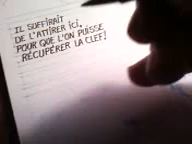 IL SUFFIRAIT
DE L'ATTIRER ICI,
POUR QUE L'ON PUISSE
RÉCUPÉRER LA CLEF!